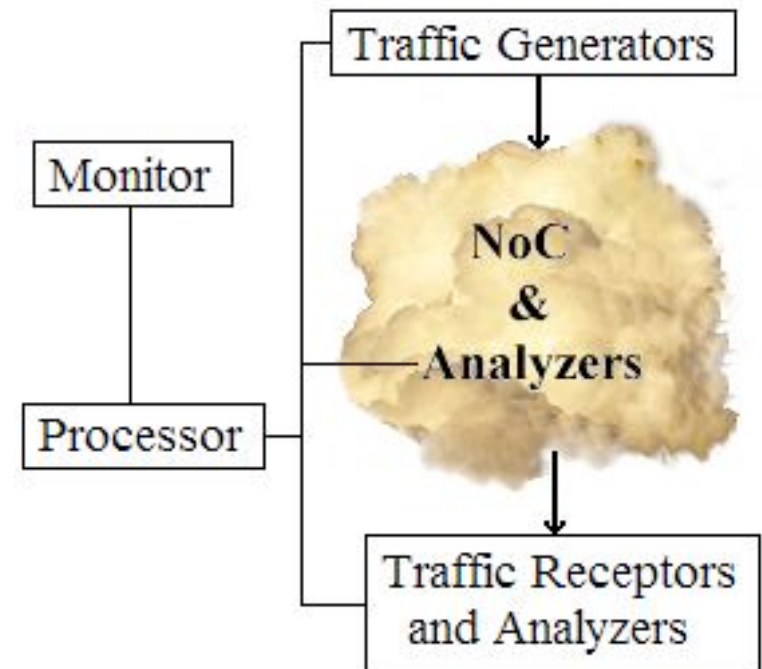 Traffic Generators
Monitor
NoC
&
Analyzers
Processor
Traffic Receptors
and Analyzers